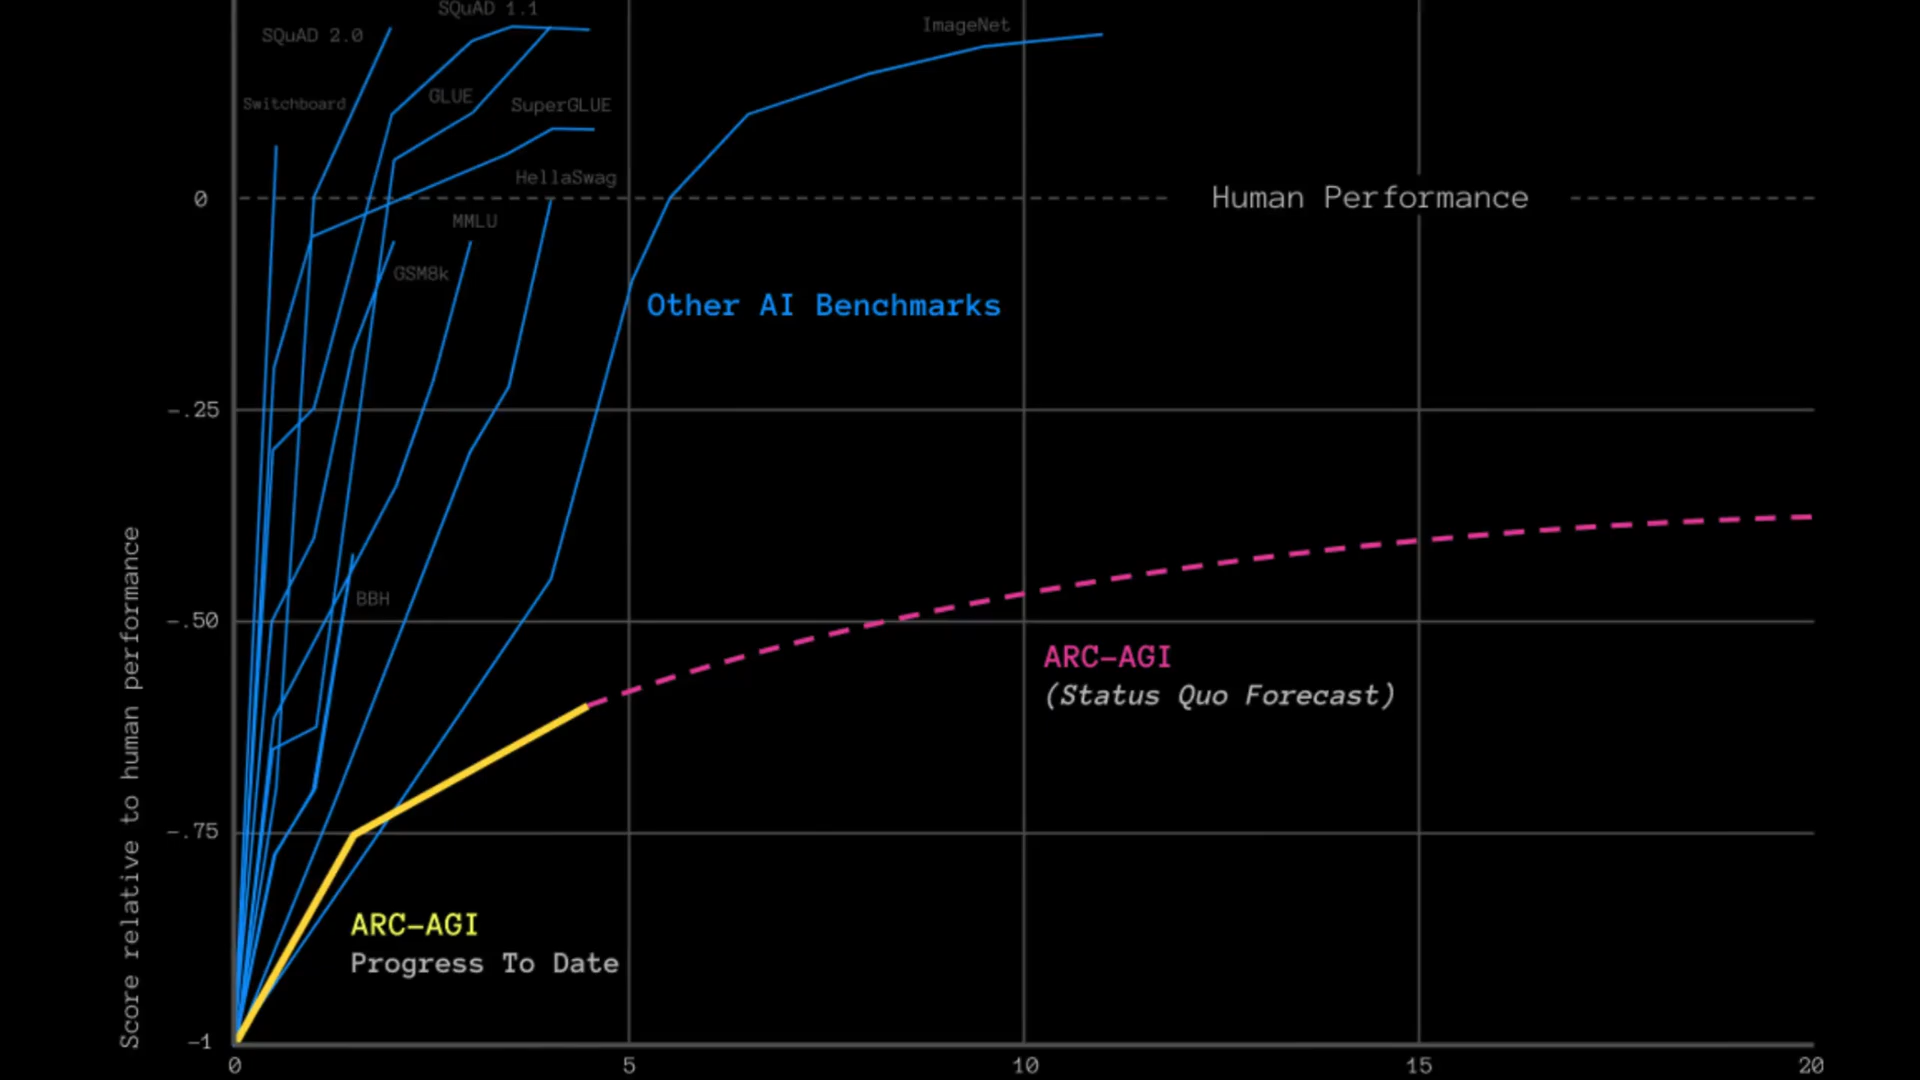 SQuAD 1.1
ImageNet
SQuAD 2.0
GLUE
Switchboard
SuperGLUE
HellaSwag
0
Human Performance
MMLU
GSM8k
Other AI Benchmarks
-.25
BBH
-.50
ARC-AGI
(Status Quo Forecast)
-.75
ARC-AGI
Progress To Date
Score relative to human performance
-1
0
5
10
15
20